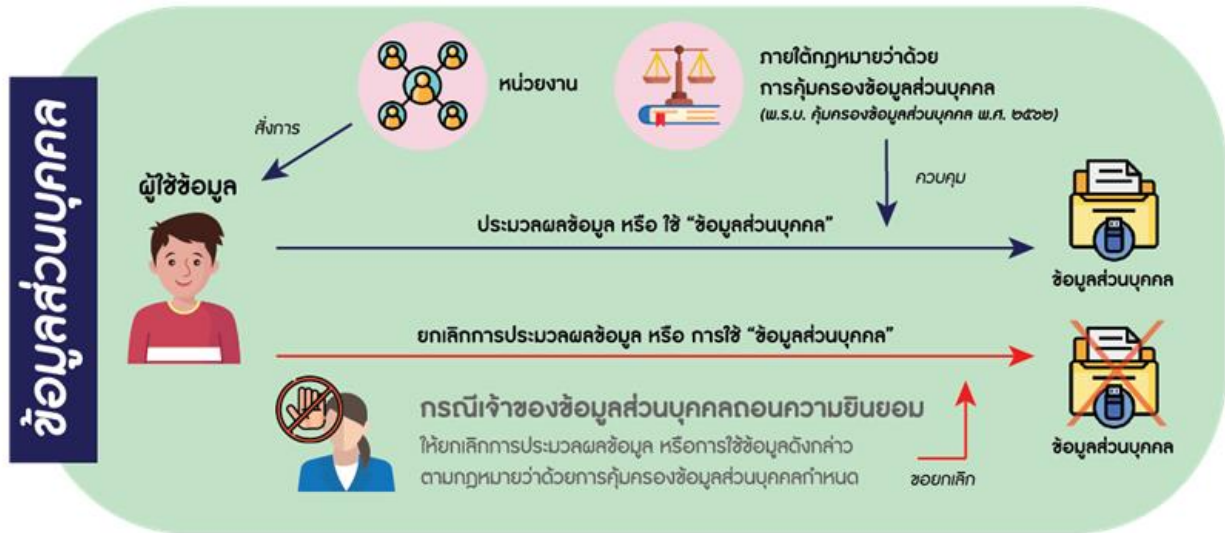 ข้อมูลส่วนบุคคล
หน่วยงาน
ภายใต้กฎหมายว่าด้วย
การคุ้มครองข้อมูลส่วนบุคคล
(พ.ร.บ. คุ้มครองข้อมูลส่วนบุคคล พ.ศ. ๒๕๖๒)
สั่งการ
ผู้ใช้ข้อมูล
ควบคุม
ประมวลผลข้อมูล หรือ ใช้ “ข้อมูลส่วนบุคคล”
ข้อมูลส่วนบุคคล
ยกเลิกการประมวลผลข้อมูล หรือ การใช้ “ข้อมูลส่วนบุคคล”
กรณีเจ้าของข้อมูลส่วนบุคคลถอนความยินยอม
ให้ยกเลิกการประมวลผลข้อมูล หรือการใช้ข้อมูลดังกล่าว
ตามกฎหมายว่าด้วยการคุ้มครองข้อมูลส่วนบุคคลกำหนด
ขอยกเลิก
ข้อมูลส่วนบุคคล